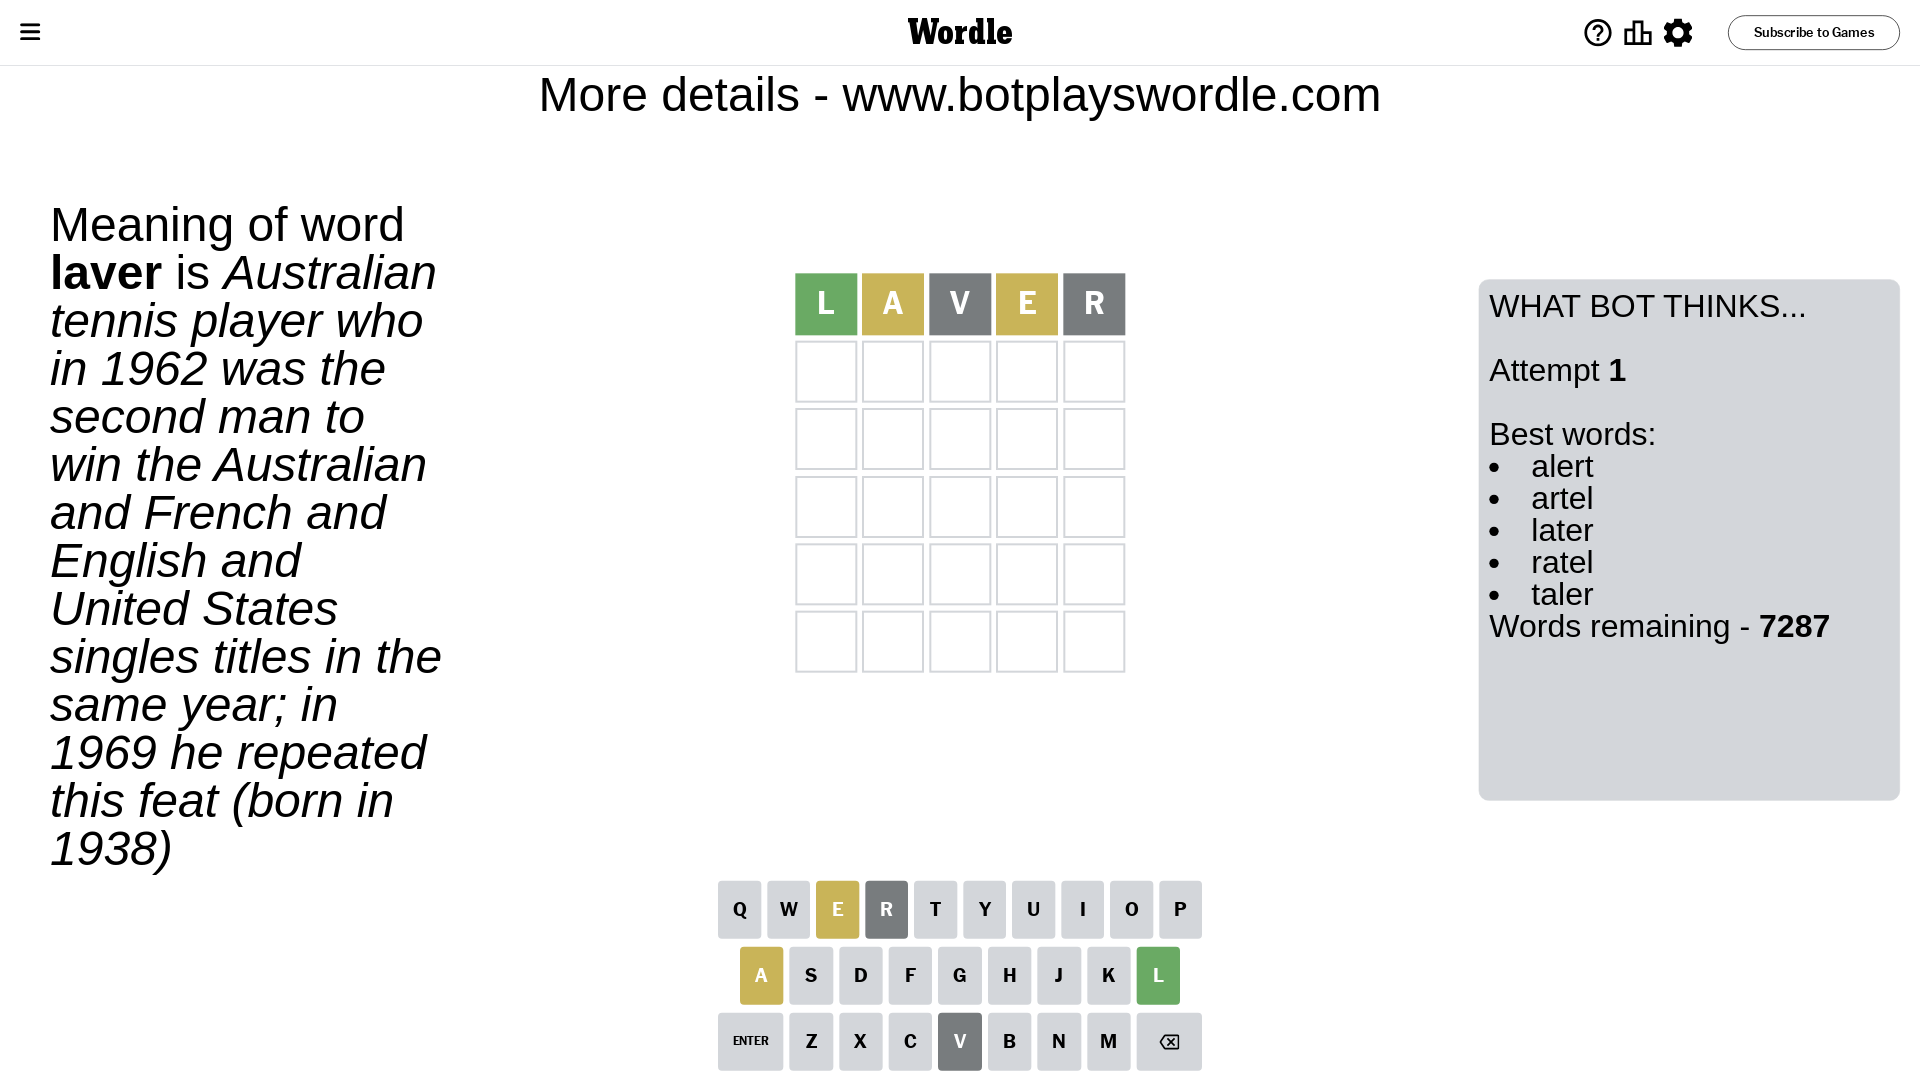 Wordle
Subscribe to Games
More details - www.botplayswordle.com
Meaning of word
laver is Australian
tennis player who
in 1962 was the
second man to
win the Australian
and French and
English and
United States
singles titles in the
same year; in
1969 he repeated
this feat (born in
1938)
L A V E R
WHAT BOT THINKS...
Attempt 1
Best words:
• alert
• artel
• later
• ratel
• taler
Words remaining - 7287
Q W E R T Y U I O P
A S D F G H J K L
ENTER Z X C V B N M